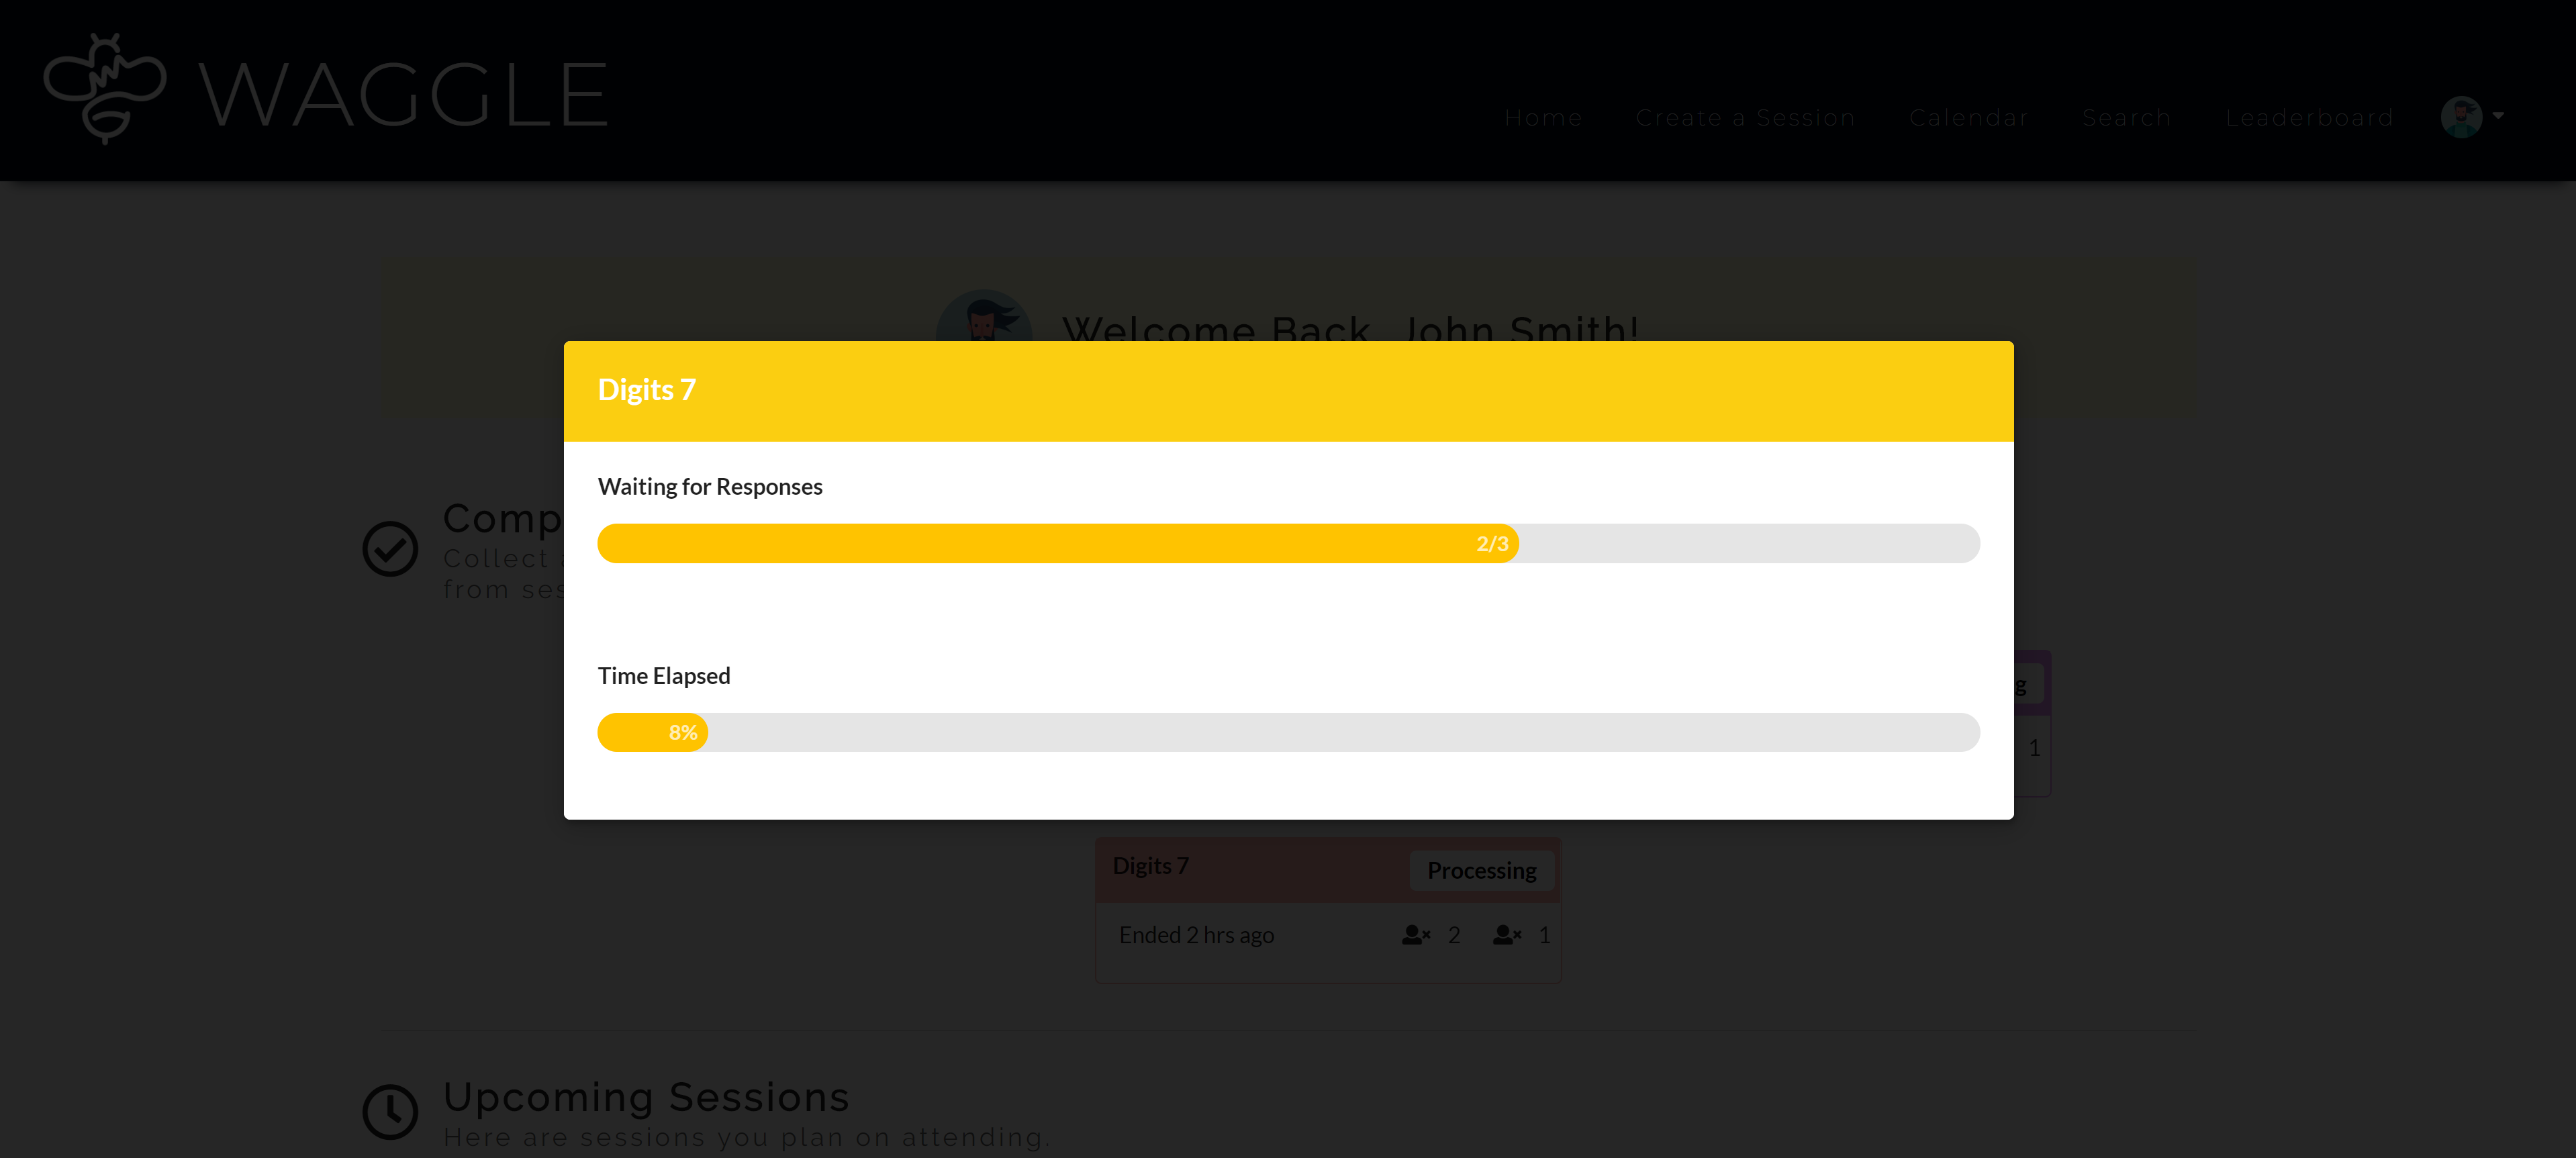 WAGGLE
Home Create a Session Calendar Search Leaderboard
Welcome Back, John Smith!
Digits 7
Waiting for Responses
2/3
Time Elapsed
8%
Comp
Collect
from ses
g
1
Digits 7 Processing
Ended 2 hrs ago 2 1
Upcoming Sessions
Here are sessions you plan on attending.